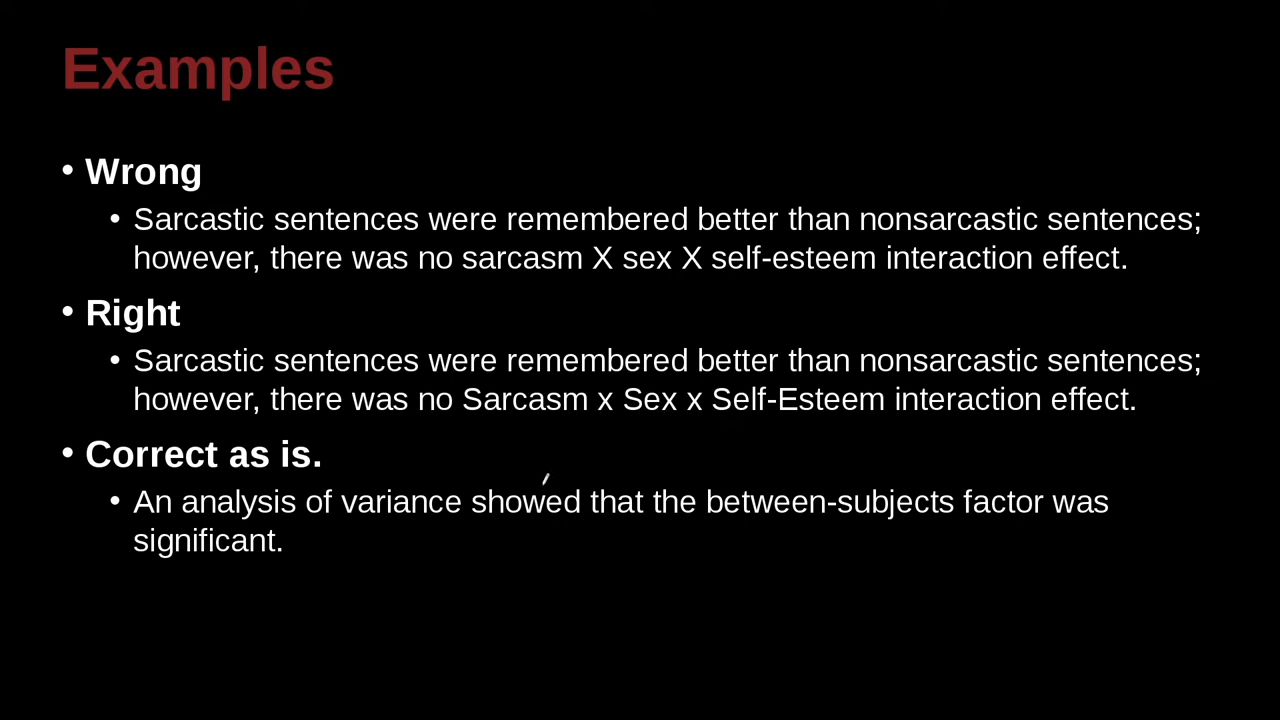 Examples
• Wrong
• Sarcastic sentences were remembered better than nonsarcastic sentences;
however, there was no sarcasm X sex X self-esteem interaction effect.
• Right
• Sarcastic sentences were remembered better than nonsarcastic sentences;
however, there was no Sarcasm x Sex x Self-Esteem interaction effect.
• Correct as is.
• An analysis of variance showed that the between-subjects factor was
significant.